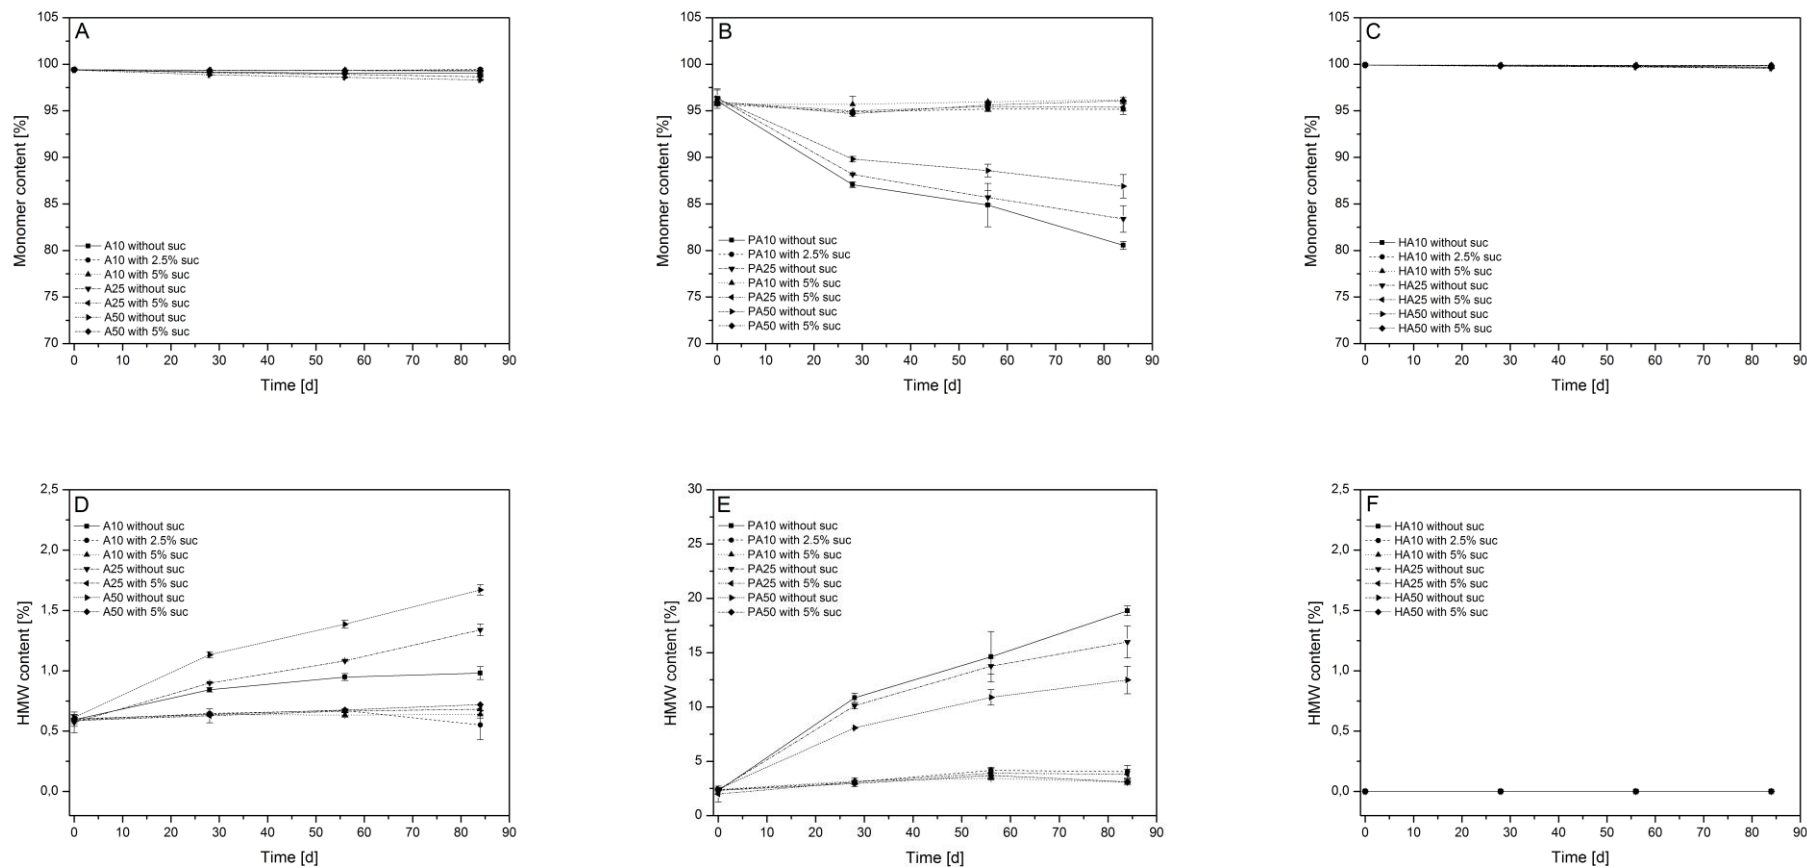 A
Monomer content [%]
105
100
95
90
85
80
75
70
A10 without suc
A10 with 2.5% suc
A10 with 5% suc
A25 without suc
A25 with 5% suc
A50 without suc
A50 with 5% suc
0 10 20 30 40 50 60 70 80 90
Time [d]
B
Monomer content [%]
105
100
95
90
85
80
75
70
PA10 without suc
PA10 with 2.5% suc
PA25 without suc
PA10 with 5% suc
PA25 with 5% suc
PA50 without suc
PA50 with 5% suc
0 10 20 30 40 50 60 70 80 90
Time [d]
C
Monomer content [%]
105
100
95
90
85
80
75
70
HA10 without suc
HA10 with 2.5% suc
HA10 with 5% suc
HA25 without suc
HA25 with 5% suc
HA50 without suc
HA50 with 5% suc
0 10 20 30 40 50 60 70 80 90
Time [d]
D
HMW content [%]
2,5
2,0
1,5
1,0
0,5
0,0
A10 without suc
A10 with 2.5% suc
A10 with 5% suc
A25 without suc
A25 with 5% suc
A50 without suc
A50 with 5% suc
0 10 20 30 40 50 60 70 80 90
Time [d]
E
HMW content [%]
30
25
20
15
10
5
0
PA10 without suc
PA10 with 2.5% suc
PA10 with 5% suc
PA25 without suc
PA25 with 5% suc
PA50 without suc
PA50 with 5% suc
0 10 20 30 40 50 60 70 80 90
Time [d]
F
HMW content [%]
2,5
2,0
1,5
1,0
0,5
0,0
HA10 without suc
HA10 with 2.5% suc
HA10 with 5% suc
HA25 without suc
HA25 with 5% suc
HA50 without suc
HA50 with 5% suc
0 10 20 30 40 50 60 70 80 90
Time [d]